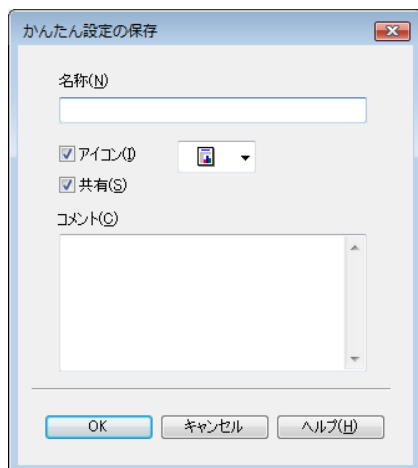 かんたん設定の保存
名称(N)
アイコン(I)
共有(S)
コメント(C)
OK キャンセル ヘルプ(H)